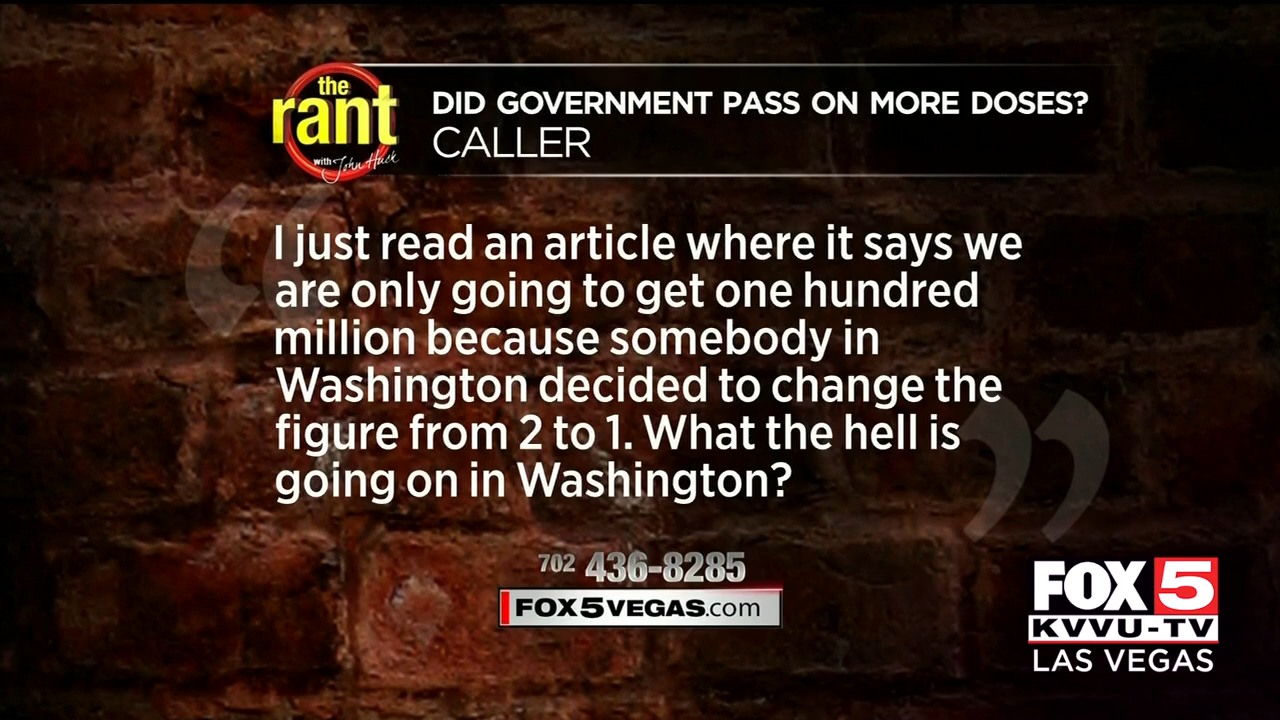 the
rant
with John Huck
DID GOVERNMENT PASS ON MORE DOSES?
CALLER
“
I just read an article where it says we
are only going to get one hundred
million because somebody in
Washington decided to change the
figure from 2 to 1. What the hell is
going on in Washington?
”
702 436-8285
FOX5VEGAS.com
FOX 5
KVVU-TV
LAS VEGAS